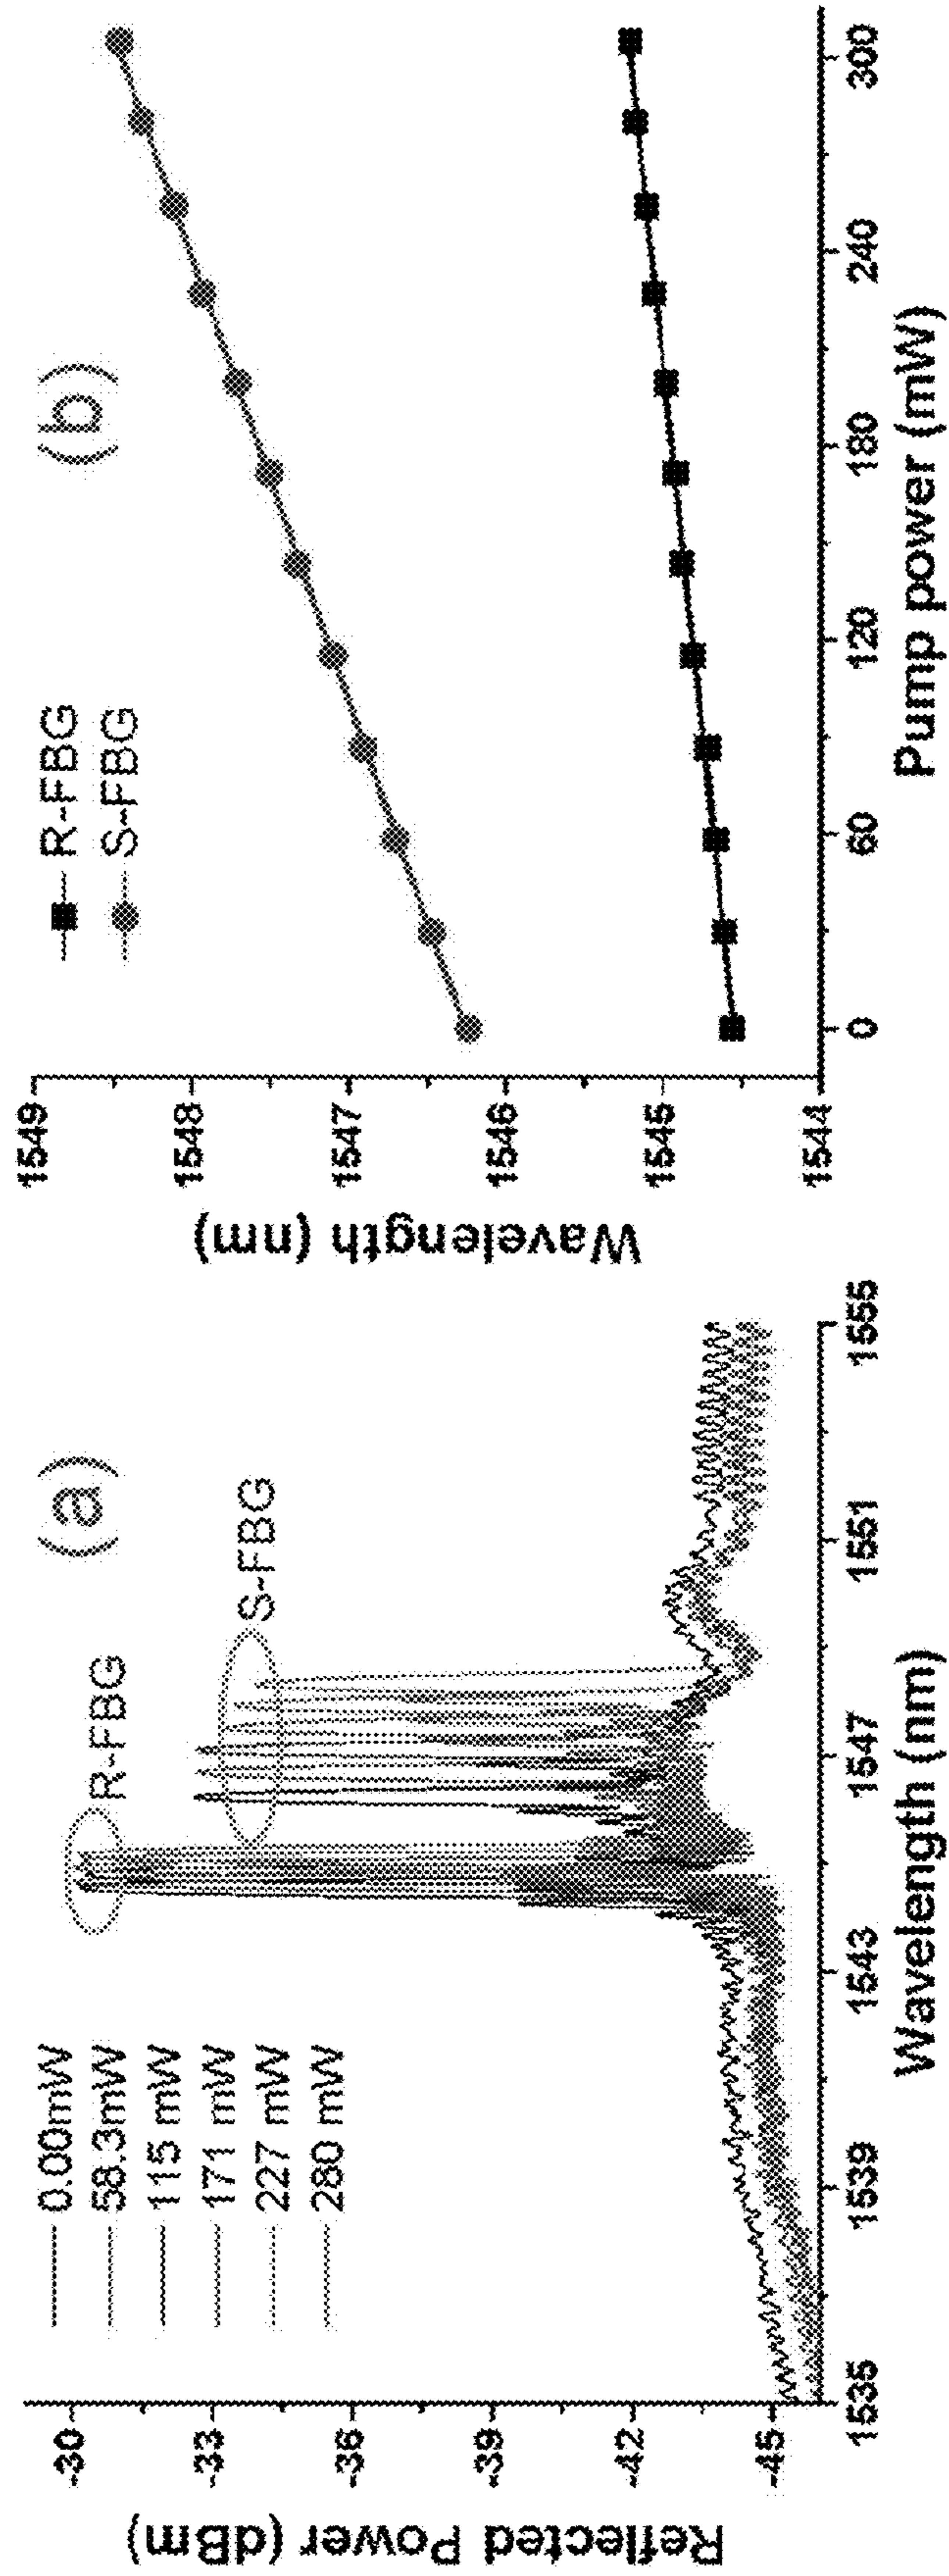 (a)
0.00mW
58.3mW
115 mW
171 mW
227 mW
280 mW
R-FBG
S-FBG
Reflected Power (dBm)
-30
-33
-36
-39
-42
-45
1535
1539
1543
1547
1551
1555
Wavelength (nm)
(b)
R-FBG
S-FBG
Wavelength (nm)
1549
1548
1547
1546
1545
1544
0
60
120
180
240
300
Pump power (mW)